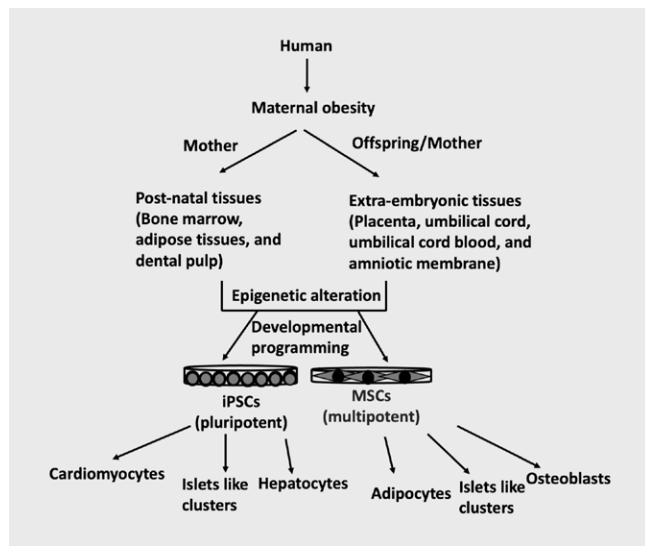 Human
Maternal obesity
Mother
Offspring/Mother
Post-natal tissues
(Bone marrow,
adipose tissues, and
dental pulp)
Extra-embryonic tissues
(Placenta, umbilical cord,
umbilical cord blood, and
amniotic membrane)
Epigenetic alteration
Developmental
programming
iPSCs
(pluripotent)
MSCs
(multipotent)
Cardiomyocytes
Islets like
clusters
Hepatocytes
Adipocytes
Islets like
clusters
Osteoblasts